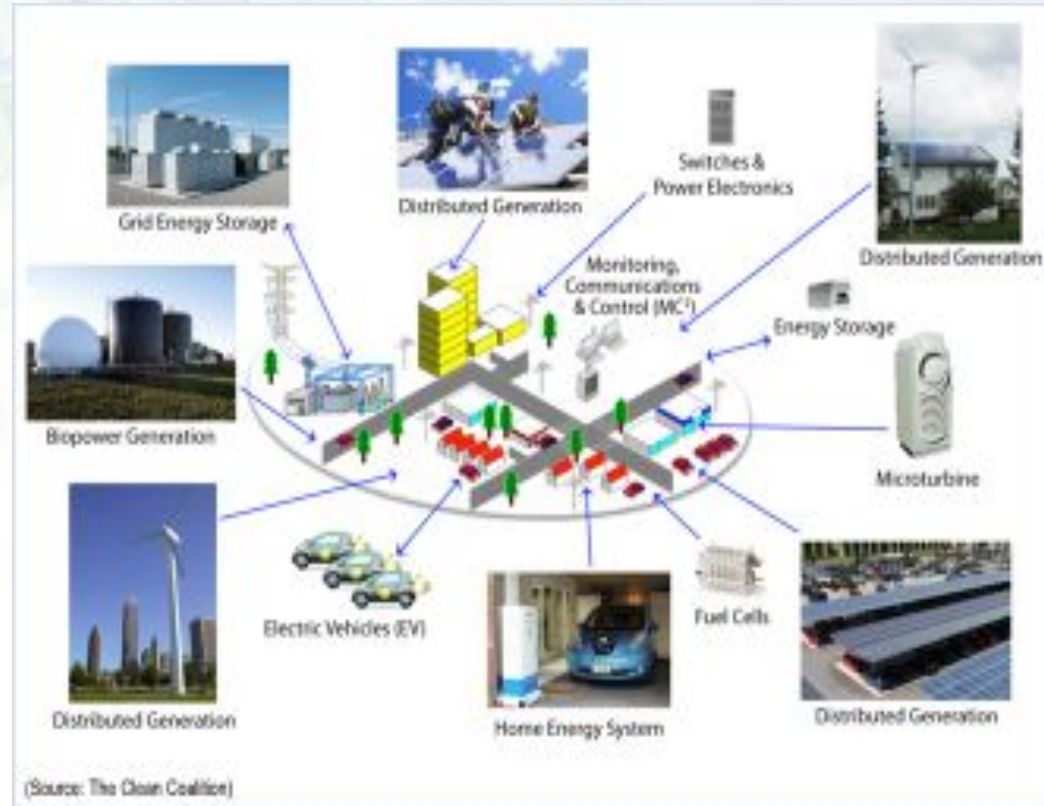 Grid Energy Storage
Distributed Generation
Switches &
Power Electronics
Distributed Generation
Monitoring,
Communications
& Control (MC²)
Energy Storage
Biopower Generation
Microturbine
Electric Vehicles (EV)
Fuel Cells
Distributed Generation
Home Energy System
Distributed Generation
(Source: The Clean Coalition)